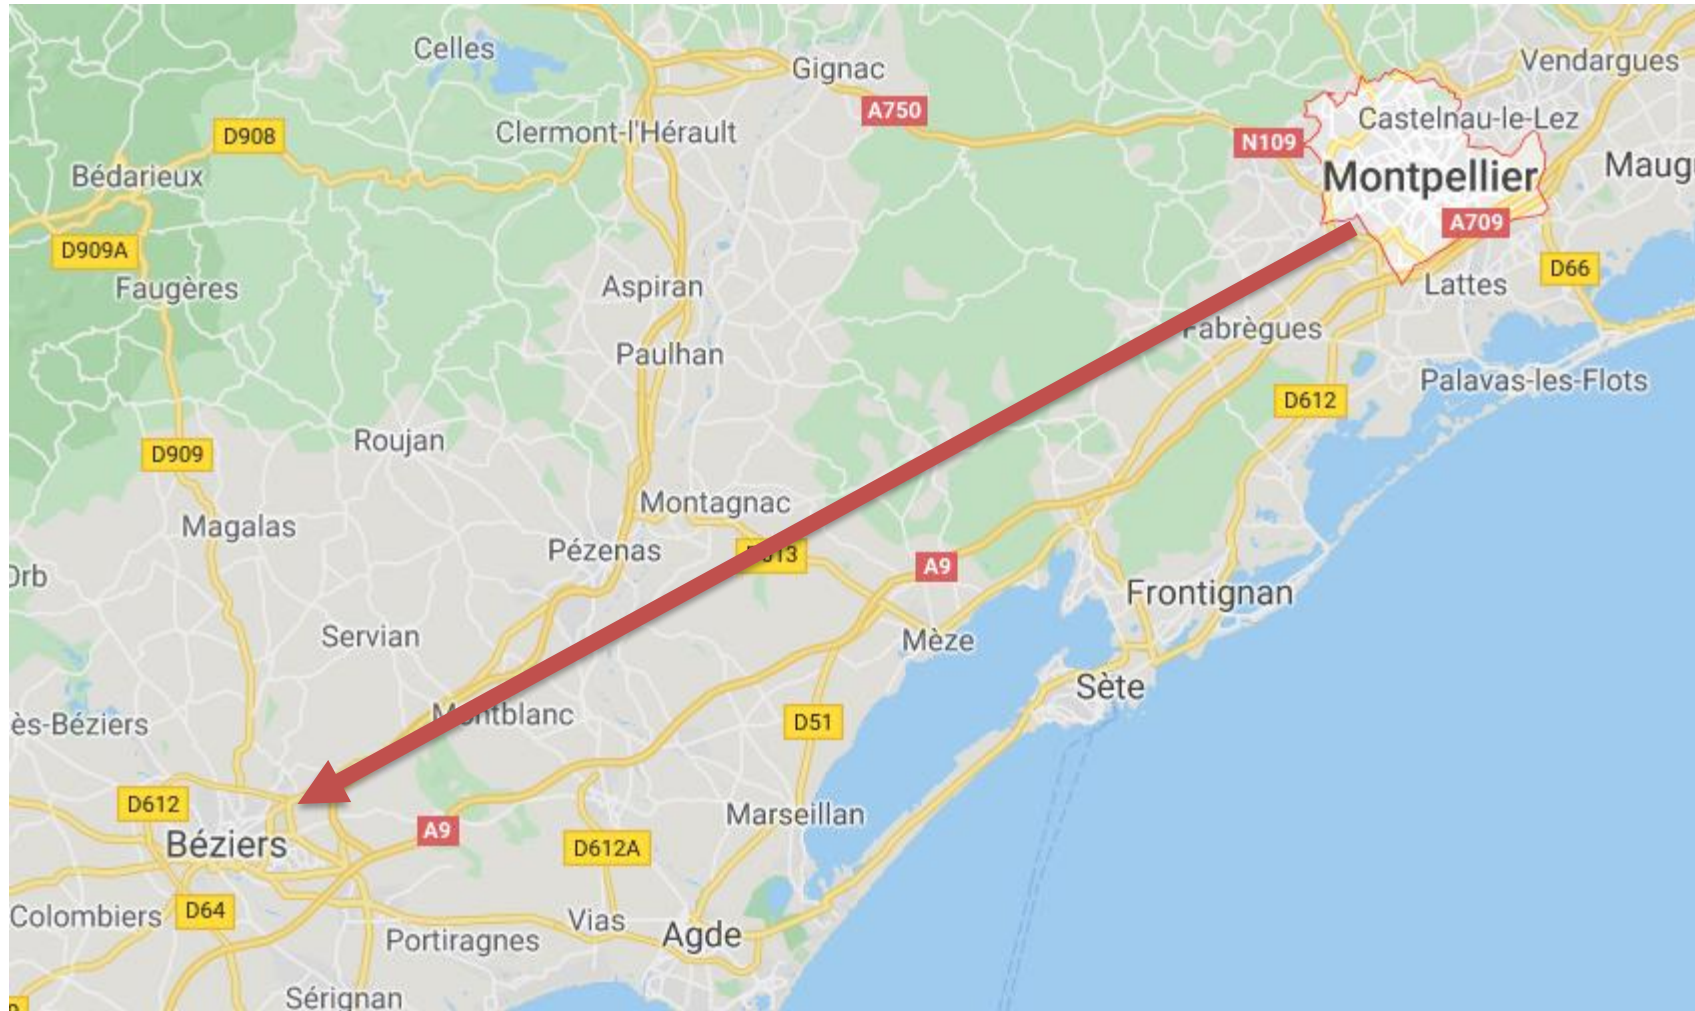 Celles
Gignac
Vendargues
A750
Castelnau-le-Lez
D908
Clermont-l'Hérault
N109
Bédarieux
Montpellier
Maug
A709
D909A
D66
Faugères
Aspiran
Lattes
Fabrègues
Paulhan
Palavas-les-Flots
D612
Roujan
D909
Montagnac
Magalas
Pézenas
A9
Orb
Frontignan
Servian
Mèze
Sète
ès-Béziers
Montblanc
D51
D612
Marseillan
A9
Béziers
D612A
Colombiers
D64
Vias
Agde
Portiragnes
Sérignan